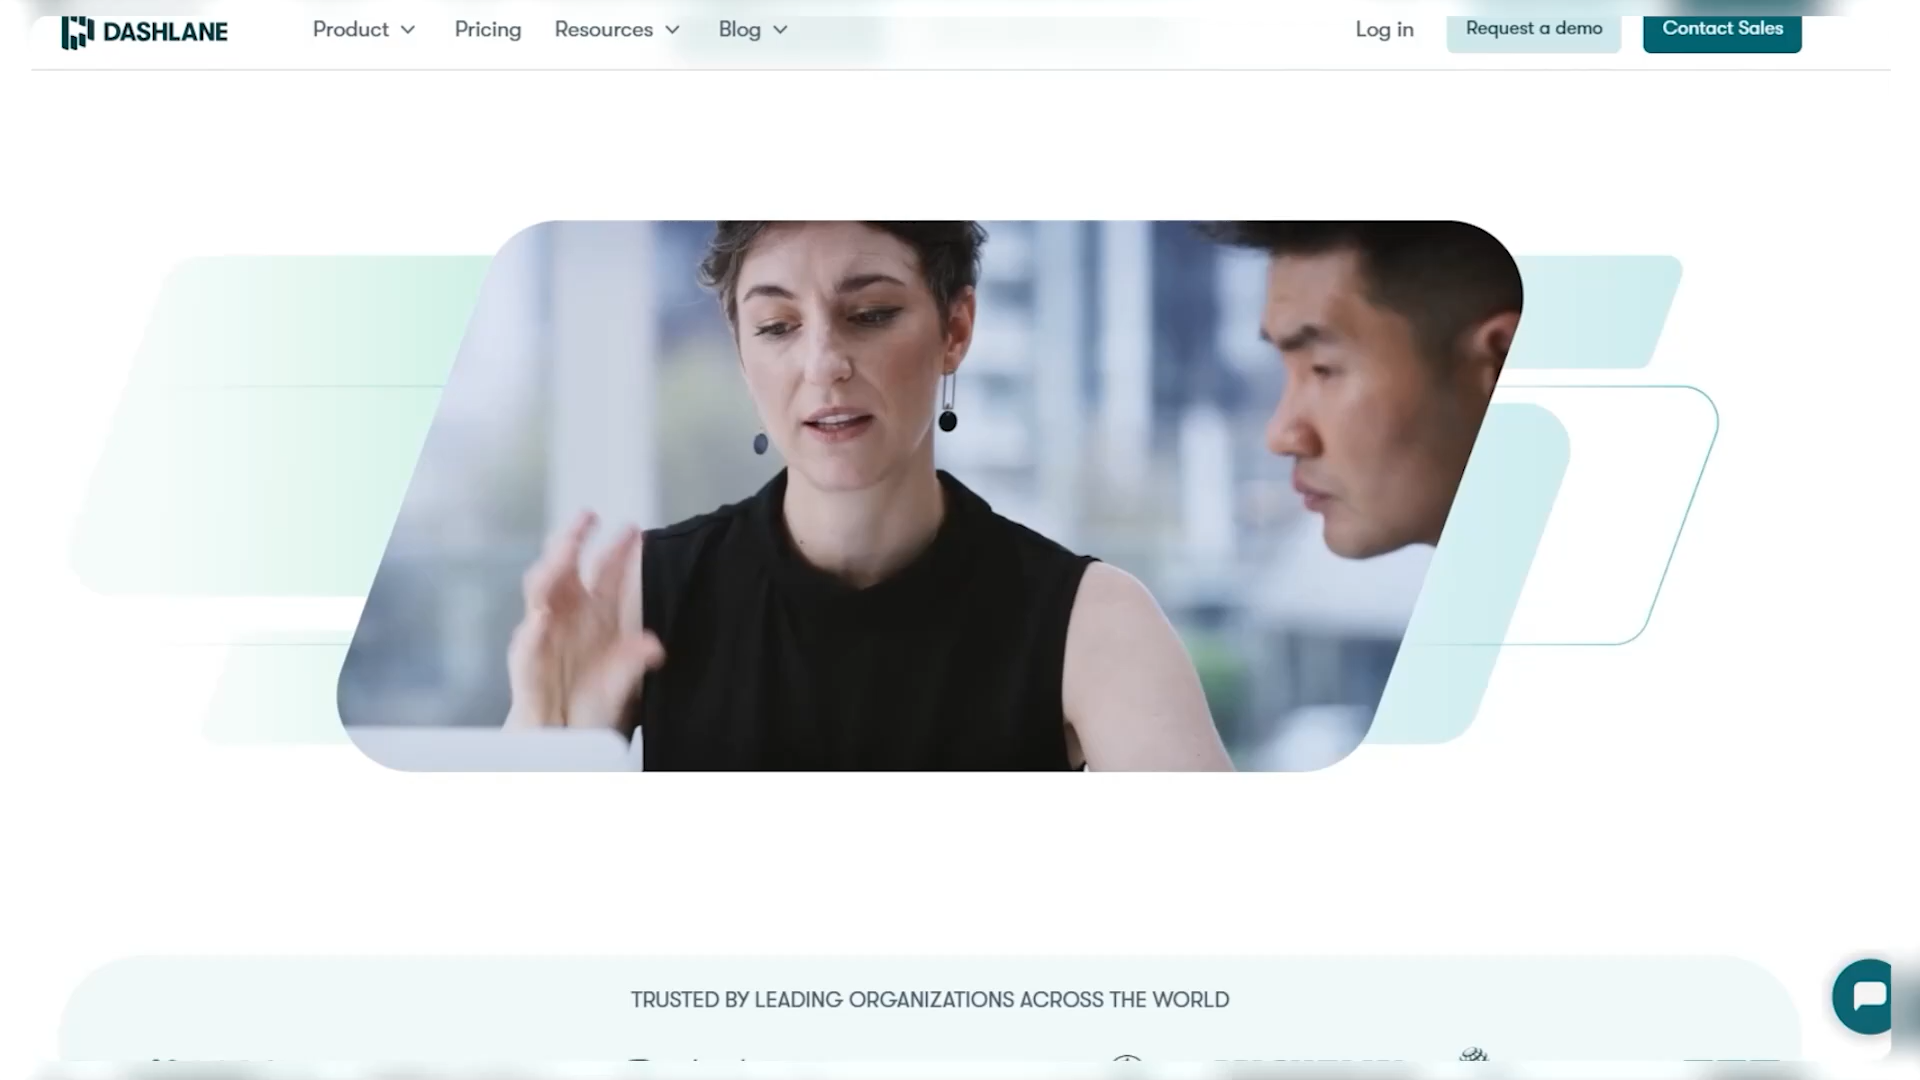 DASHLANE Product Pricing Resources Blog Log in Request a demo Contact Sales
TRUSTED BY LEADING ORGANIZATIONS ACROSS THE WORLD